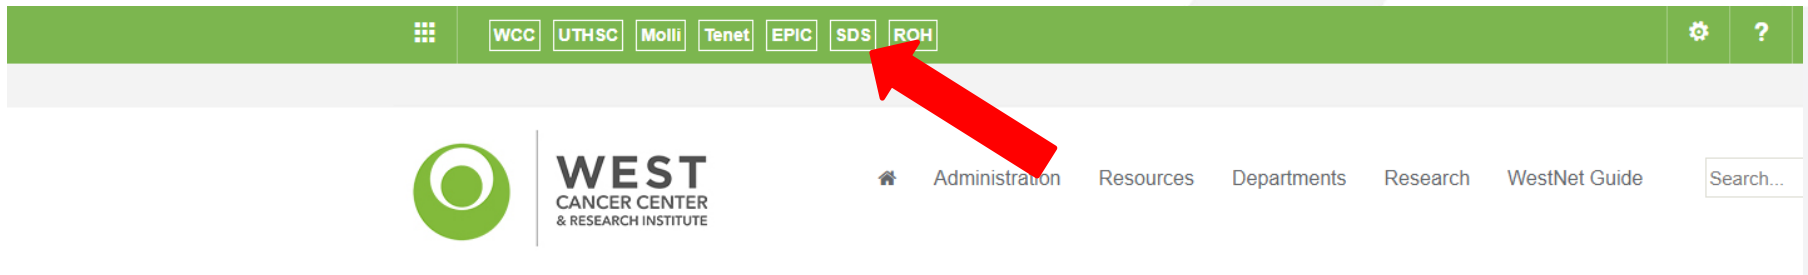 WCC UTHSC Molli Tenet EPIC SDS ROH ?
WEST
CANCER CENTER
& RESEARCH INSTITUTE
Administration Resources Departments Research WestNet Guide Search...